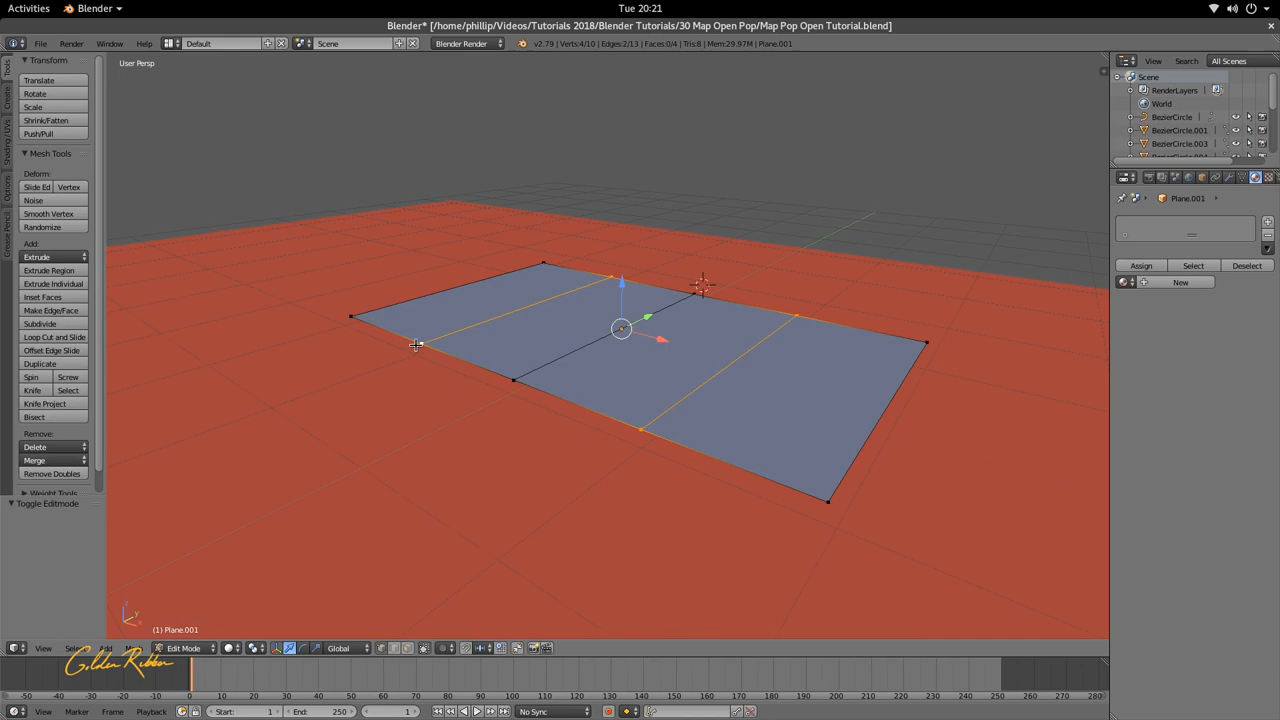 Activities
Blender
Tue 20:21
Blender* [/home/phillip/Videos/Tutorials 2018/Blender Tutorials/30 Map Open Pop/Map Pop Open Tutorial.blend]
File Render Window Help Default Scene Blender Render v2.79 | Verts:4/10 | Edges:2/13 | Faces:0/4 | Tris:8 | Mem:29.97M | Plane.001
Tools
Create
Shading / UVs
Options
Grease Pencil
Transform
Translate
Rotate
Scale
Shrink/Fatten
Push/Pull
Mesh Tools
Deform:
Slide Ed Vertex
Noise
Smooth Vertex
Randomize
Add:
Extrude
Extrude Region
Extrude Individual
Inset Faces
Make Edge/Face
Subdivide
Loop Cut and Slide
Offset Edge Slide
Duplicate
Spin Screw
Knife Select
Knife Project
Bisect
Remove:
Delete
Merge
Remove Doubles
Weight Tools
Toggle Editmode
User Persp
(1) Plane.001
View Search All Scenes
Scene
RenderLayers
World
BezierCircle
BezierCircle.001
BezierCircle.003
Plane.001
Assign Select Deselect
New
View Edit Mode Global
Golden Ribbon
-50 -40 -30 -20 -10 0 10 20 30 40 50 60 70 80 90 100 110 120 130 140 150 160 170 180 190 200 210 220 230 240 250 260 270 280
View Marker Frame Playback Start: 1 End: 250 1 No Sync